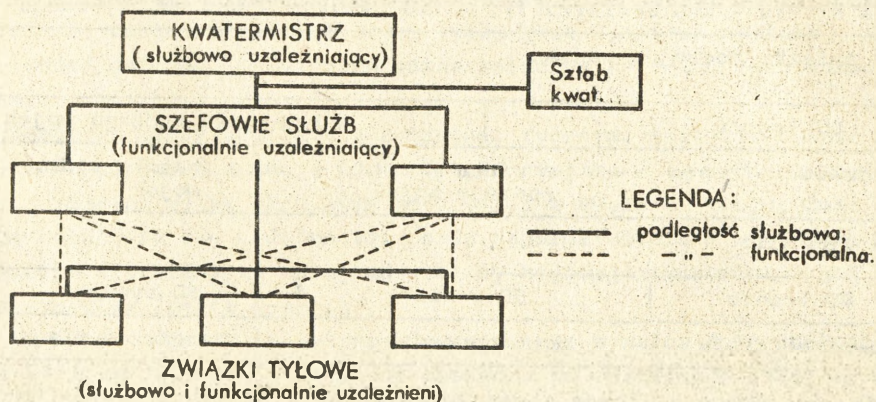 KWATERMISTRZ
(służbowo uzależniający)
Sztab
kwat.
SZEFOWIE SŁUŻB
(funkcjonalnie uzależniający)
LEGENDA:
podległość służbowa;
– „ – funkcjonalna.
ZWIĄZKI TYŁOWE
(służbowo i funkcjonalnie uzależnieni)